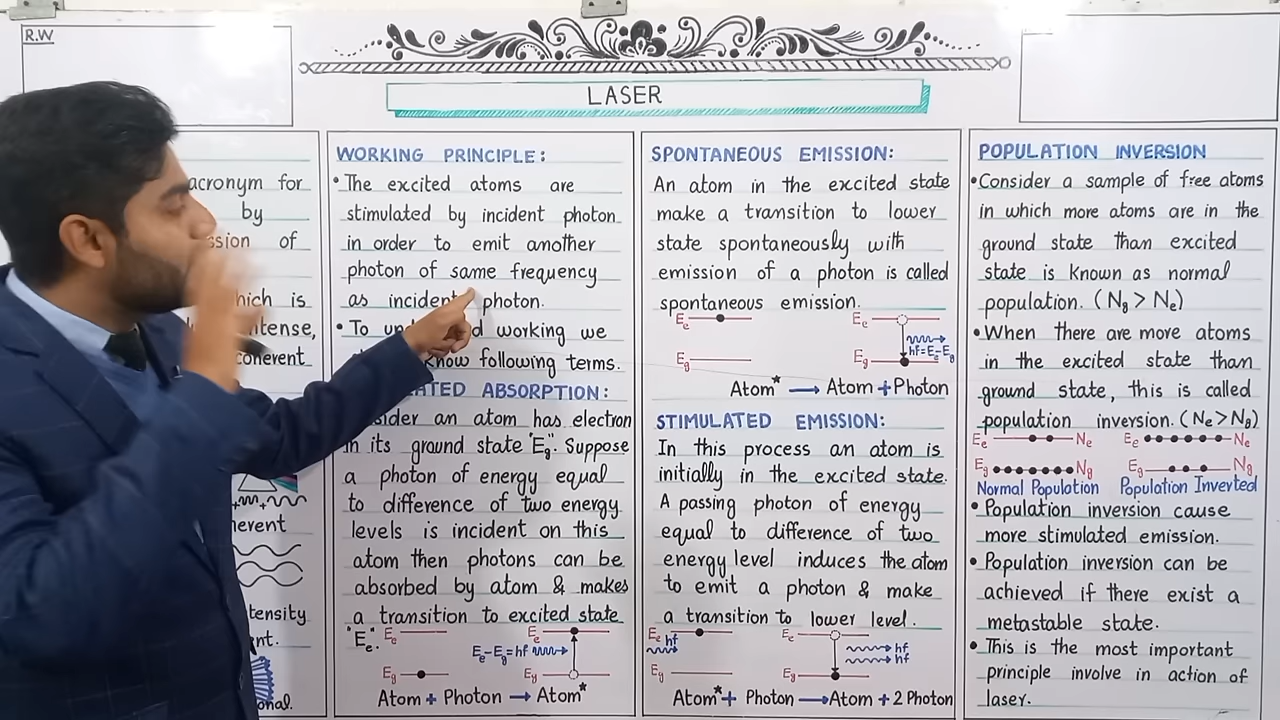 R.W
LASER
acronym for
by
of
which is
intense,
coherent
WORKING PRINCIPLE:
• The excited atoms are
stimulated by incident photon
in order to emit another
photon of same frequency
as incident photon.
• To working we
know following terms.
ABSORPTION:
an atom has electron
in its ground state "Eg". Suppose
a photon of energy equal
to difference of two energy
levels is incident on this
atom then photons can be
absorbed by atom & makes
a transition to excited state
"Ee".
Ee
Eg
Ee-Eg=hf
Ee
Eg
Atom + Photon → Atom*
SPONTANEOUS EMISSION:
An atom in the excited state
make a transition to lower
state spontaneously with
emission of a photon is called
spontaneous emission.
Ee
Eg
Ee
hf=Ee-Eg
Eg
Atom* → Atom + Photon
STIMULATED EMISSION:
In this process an atom is
initially in the excited state.
A passing photon of energy
equal to difference of two
energy level induces the atom
to emit a photon & make
a transition to lower level.
Ee hf
Eg
Ee
hf
hf
Eg
Atom* + Photon → Atom + 2 Photon
POPULATION INVERSION
• Consider a sample of free atoms
in which more atoms are in the
ground state than excited
state is known as normal
population. (Ng > Ne)
• When there are more atoms
in the excited state than
ground state, this is called
population inversion. (Ne > Ng)
Ee Ne
Eg Ng
Normal Population
Ee Ne
Eg Ng
Population Inverted
• Population inversion cause
more stimulated emission.
• Population inversion can be
achieved if there exist a
metastable state.
• This is the most important
principle involve in action of
laser.